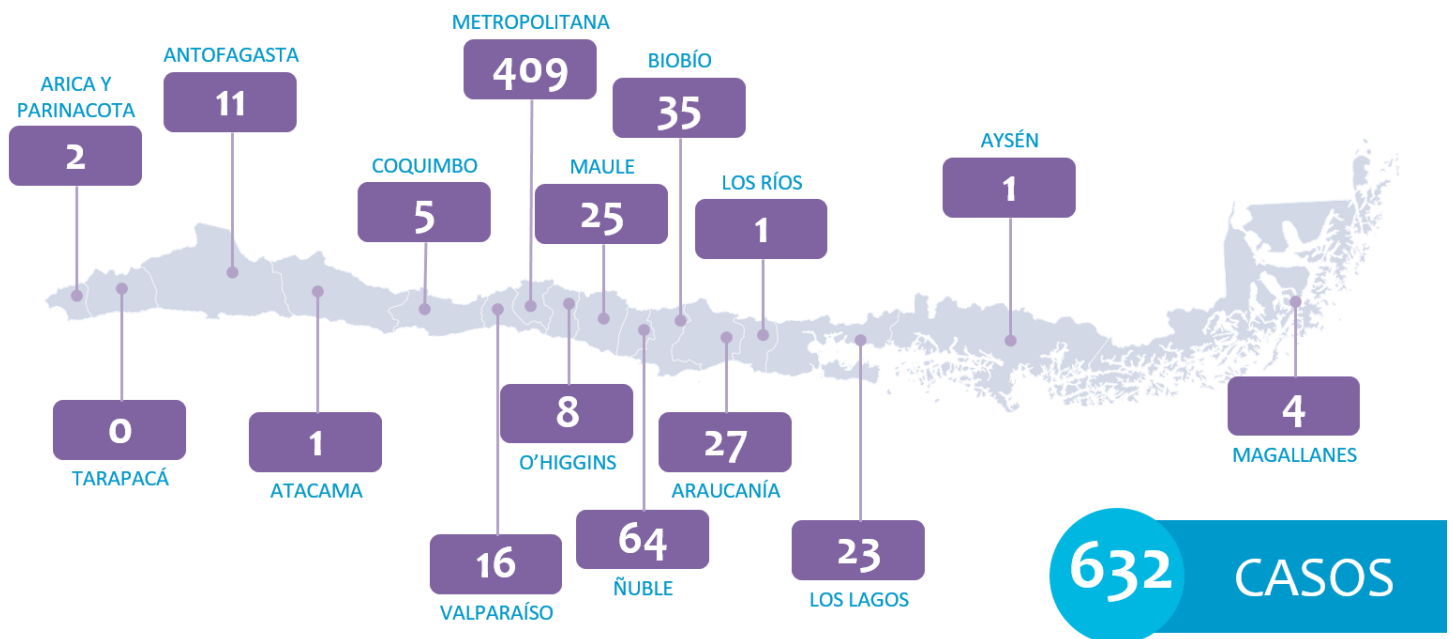 ARICA Y
PARINACOTA
2
TARAPACÁ
0
ANTOFAGASTA
11
ATACAMA
1
COQUIMBO
5
VALPARAÍSO
16
METROPOLITANA
409
O’HIGGINS
8
MAULE
25
ÑUBLE
64
BIOBÍO
35
ARAUCANÍA
27
LOS RÍOS
1
LOS LAGOS
23
AYSÉN
1
MAGALLANES
4
632 CASOS